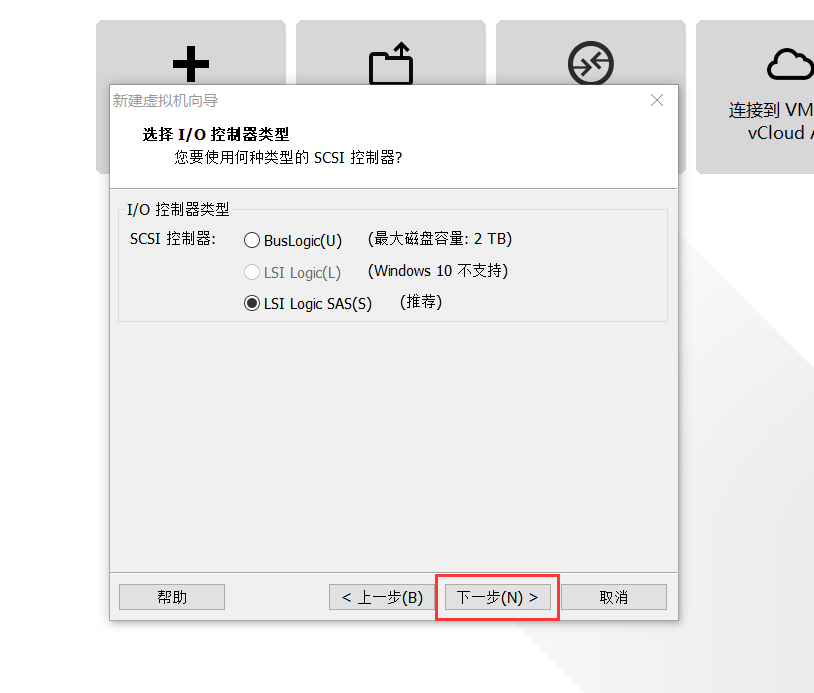 连接到 VM
vCloud A
新建虚拟机向导
选择 I/O 控制器类型
您要使用何种类型的 SCSI 控制器?
I/O 控制器类型
SCSI 控制器: BusLogic(U) (最大磁盘容量: 2 TB)
LSI Logic(L) (Windows 10 不支持)
LSI Logic SAS(S) (推荐)
帮助 < 上一步(B) 下一步(N) > 取消